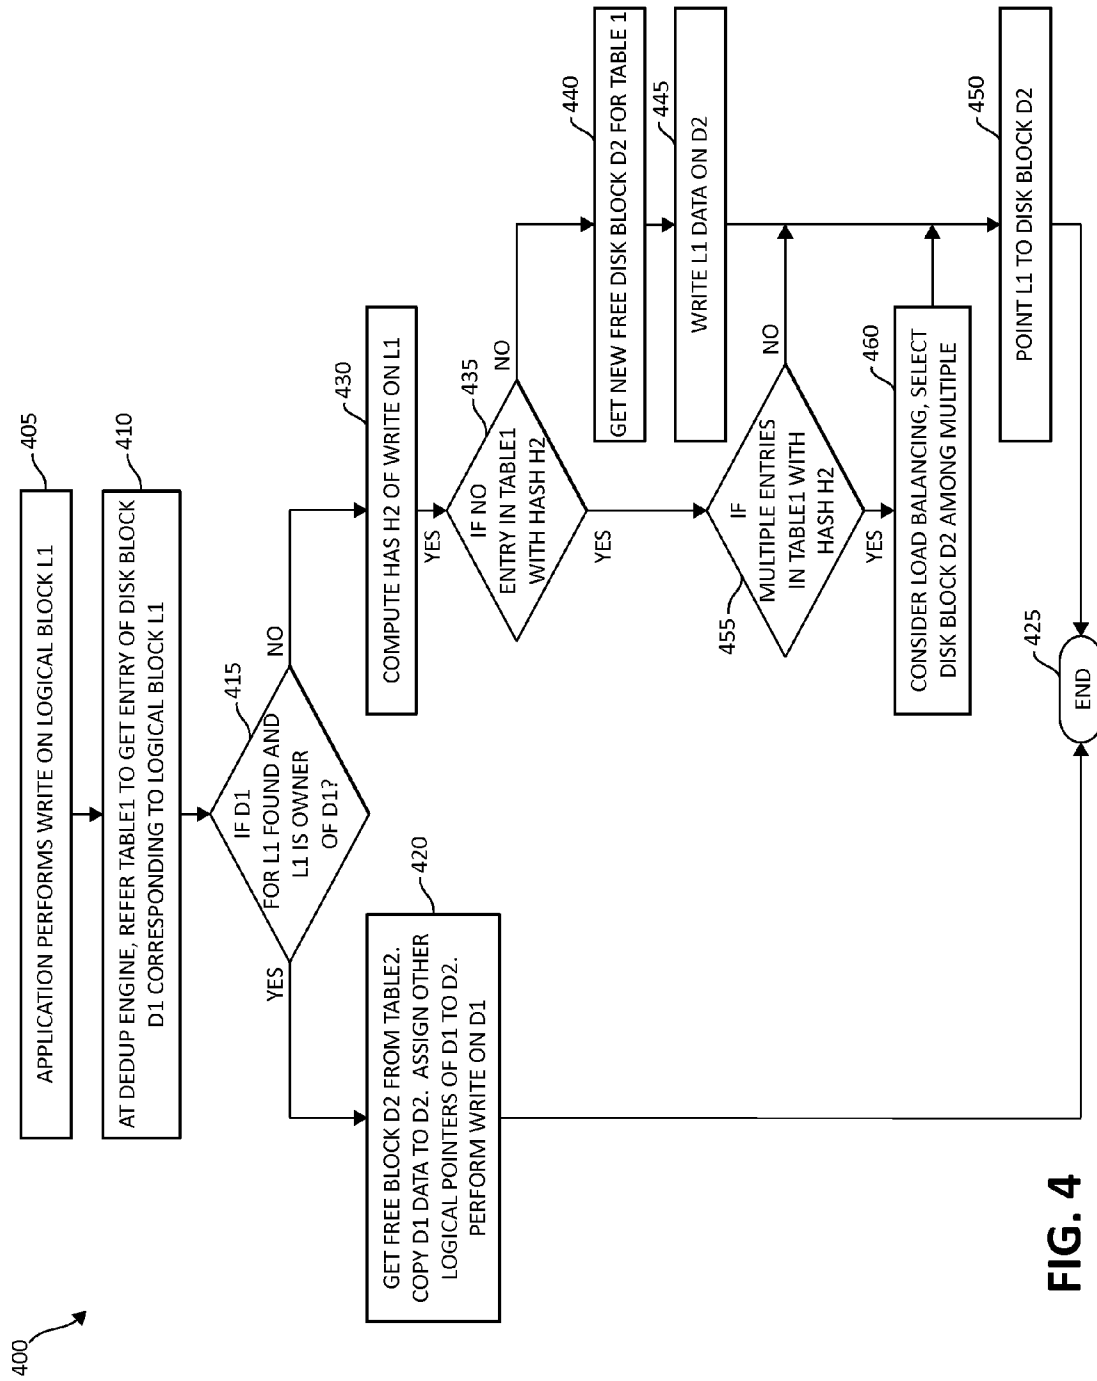 400
APPLICATION PERFORMS WRITE ON LOGICAL BLOCK L1
405
AT DEDUP ENGINE, REFER TABLE1 TO GET ENTRY OF DISK BLOCK
D1 CORRESPONDING TO LOGICAL BLOCK L1
410
IF D1
FOR L1 FOUND AND
L1 IS OWNER
OF D1?
415
YES
NO
GET FREE BLOCK D2 FROM TABLE2.
COPY D1 DATA TO D2. ASSIGN OTHER
LOGICAL POINTERS OF D1 TO D2.
PERFORM WRITE ON D1
420
COMPUTE HAS H2 OF WRITE ON L1
430
YES
IF NO
ENTRY IN TABLE1
WITH HASH H2
435
NO
YES
GET NEW FREE DISK BLOCK D2 FOR TABLE 1
440
WRITE L1 DATA ON D2
445
IF
MULTIPLE ENTRIES
IN TABLE1 WITH
HASH H2
455
NO
YES
CONSIDER LOAD BALANCING, SELECT
DISK BLOCK D2 AMONG MULTIPLE
460
POINT L1 TO DISK BLOCK D2
450
END
425
FIG. 4